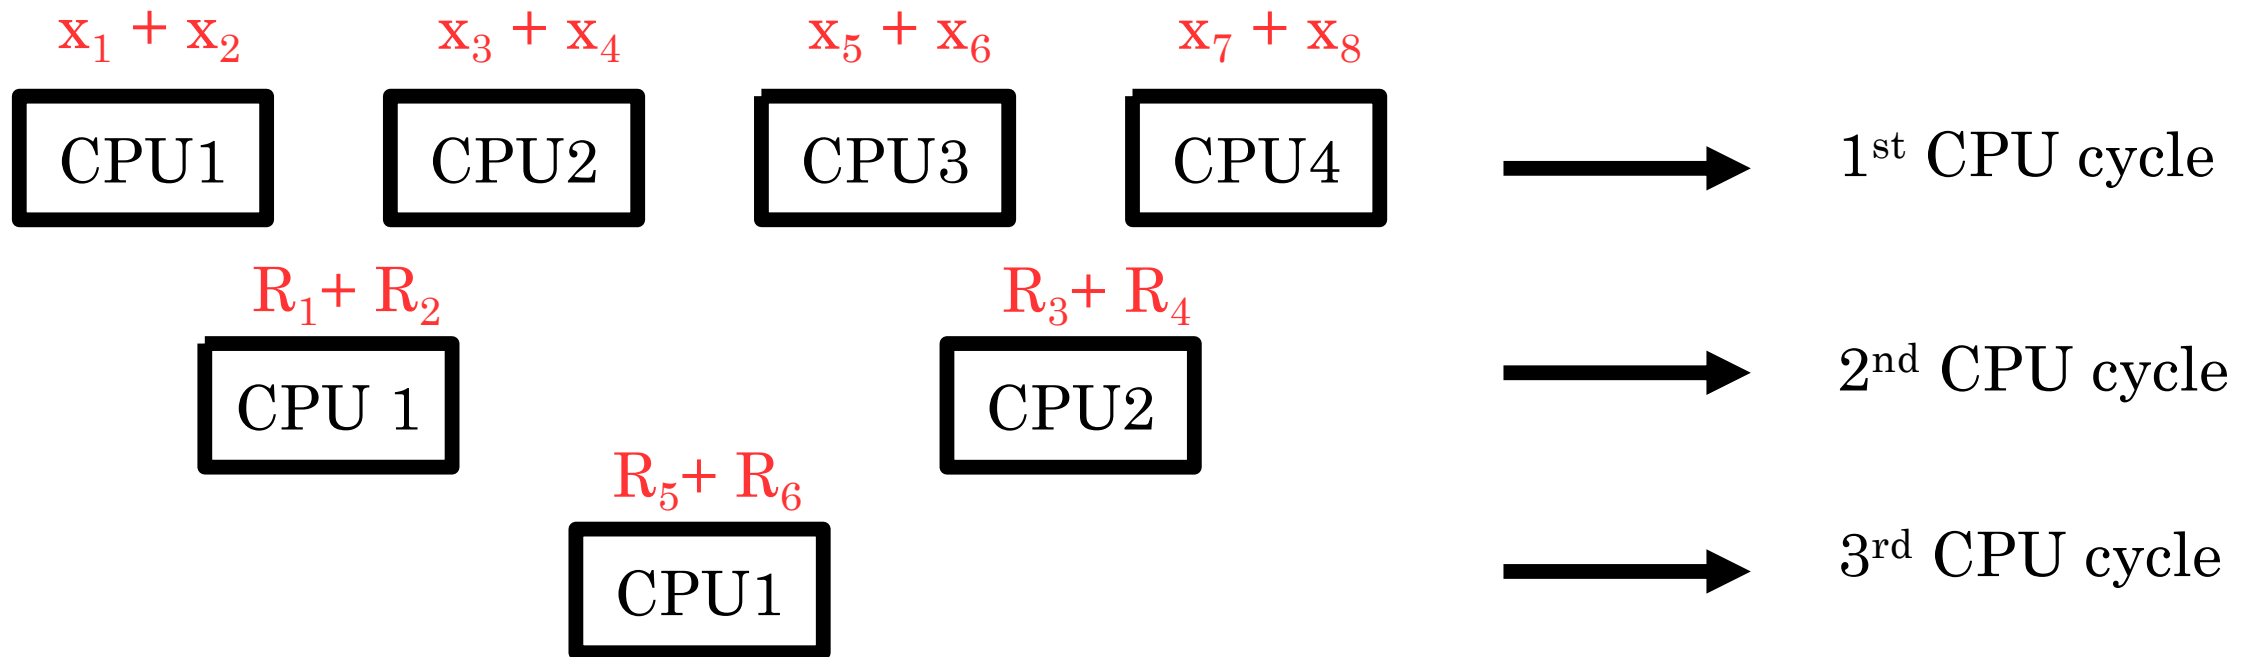 x₁ + x₂ x₃ + x₄ x₅ + x₆ x₇ + x₈
CPU1 CPU2 CPU3 CPU4 1ˢᵗ CPU cycle
R₁+ R₂ R₃+ R₄
CPU 1 CPU2 2ⁿᵈ CPU cycle
R₅+ R₆
CPU1 3ʳᵈ CPU cycle